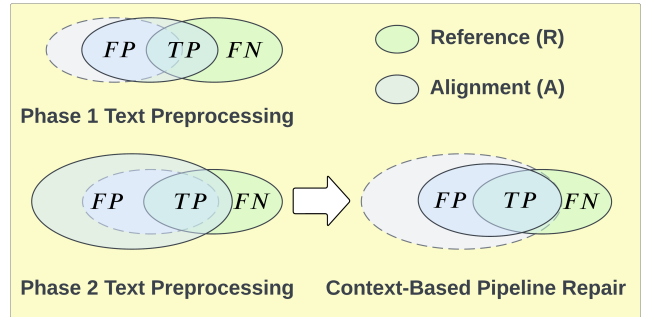 FP TP FN
Reference (R)
Alignment (A)
Phase 1 Text Preprocessing
FP TP FN
FP TP FN
Phase 2 Text Preprocessing
Context-Based Pipeline Repair